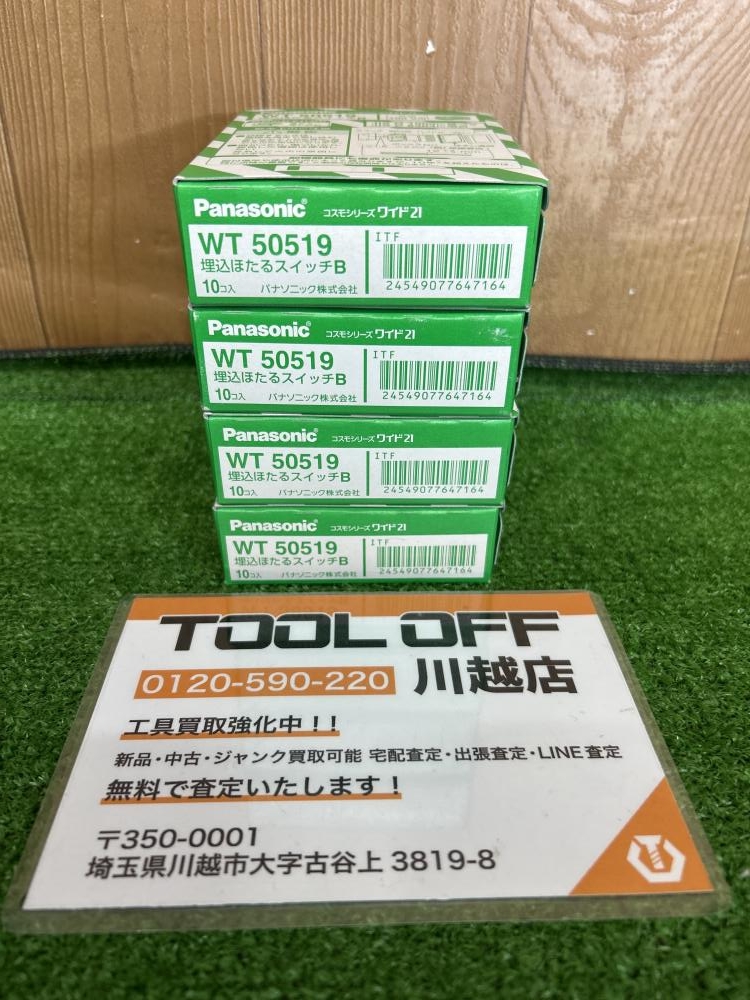 Panasonic コスモシリーズ ワイド21
WT 50519
埋込ほたるスイッチB
10コ入 パナソニック株式会社
ITF
24549077647164
Panasonic コスモシリーズ ワイド21
WT 50519
埋込ほたるスイッチB
10コ入 パナソニック株式会社
ITF
24549077647164
Panasonic コスモシリーズ ワイド21
WT 50519
埋込ほたるスイッチB
10コ入 パナソニック株式会社
ITF
24549077647164
Panasonic コスモシリーズ ワイド21
WT 50519
埋込ほたるスイッチB
10コ入 パナソニック株式会社
ITF
24549077647164
TOOL OFF
0120-590-220 川越店
工具買取強化中！！
新品・中古・ジャンク買取可能 宅配査定・出張査定・LINE査定
無料で査定いたします！
〒350-0001
埼玉県川越市大字古谷上 3819-8